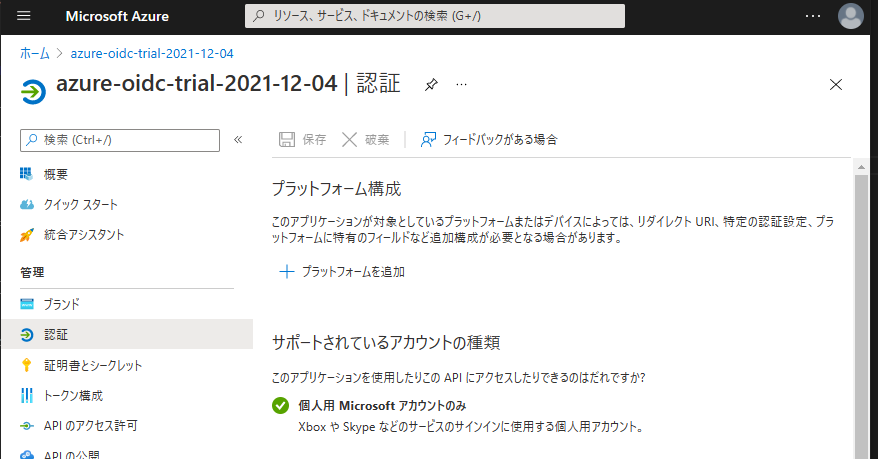 Microsoft Azure
リソース、サービス、ドキュメントの検索 (G+/)
ホーム > azure-oidc-trial-2021-12-04
azure-oidc-trial-2021-12-04 | 認証
検索 (Ctrl+/)
«
保存
破棄
フィードバックがある場合
概要
クイック スタート
統合アシスタント
管理
ブランド
認証
証明書とシークレット
トークン構成
API のアクセス許可
API の公開
プラットフォーム構成
このアプリケーションが対象としているプラットフォームまたはデバイスによっては、リダイレクト URI、特定の認証設定、プラ
ットフォームに特有のフィールドなど追加構成が必要となる場合があります。
プラットフォームを追加
サポートされているアカウントの種類
このアプリケーションを使用したりこの API にアクセスしたりできるのはだれですか?
個人用 Microsoft アカウントのみ
Xbox や Skype などのサービスのサインインに使用する個人用アカウント。